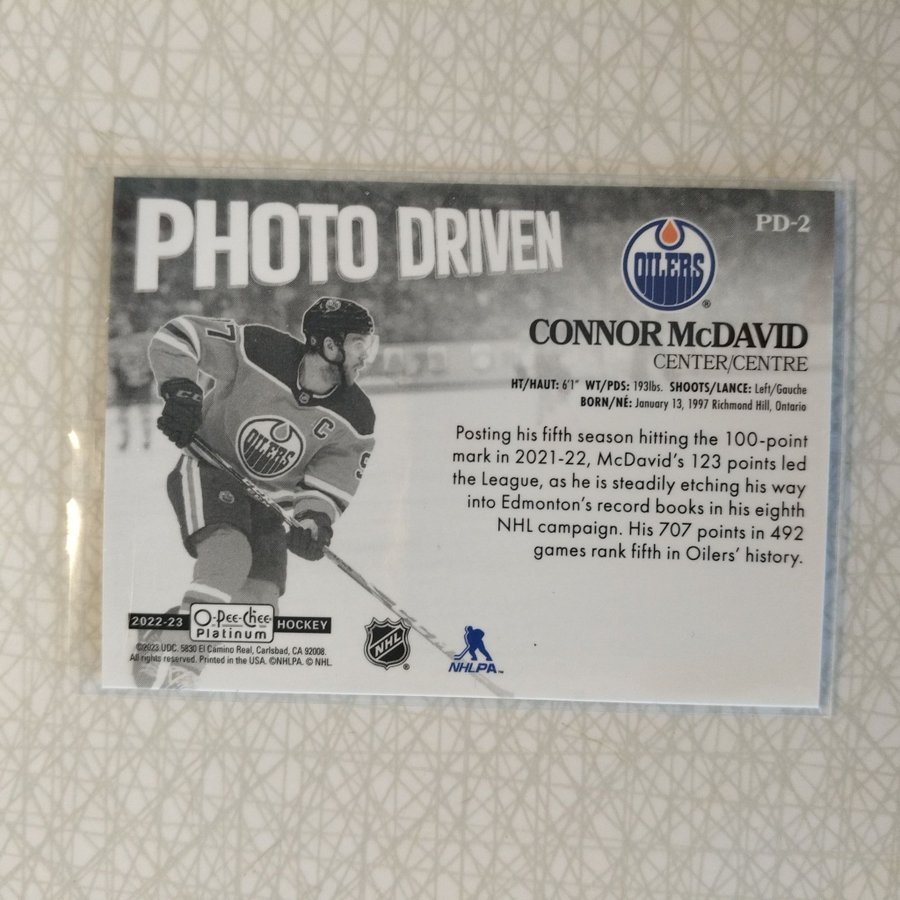 PHOTO DRIVEN
PD-2
OILERS
®
CONNOR McDAVID
CENTER/CENTRE
HT/HAUT: 6'1" WT/PDS: 193lbs. SHOOTS/LANCE: Left/Gauche
BORN/NÉ: January 13, 1997 Richmond Hill, Ontario
Posting his fifth season hitting the 100-point
mark in 2021-22, McDavid's 123 points led
the League, as he is steadily etching his way
into Edmonton's record books in his eighth
NHL campaign. His 707 points in 492
games rank fifth in Oilers' history.
97
CCM
C
OILERS
9
2022-23 O-Pee-Chee Platinum HOCKEY
©2023 UDC. 5830 El Camino Real, Carlsbad, CA 92008.
All rights reserved. Printed in the USA. ©NHLPA. © NHL.
NHL ®
NHLPA™